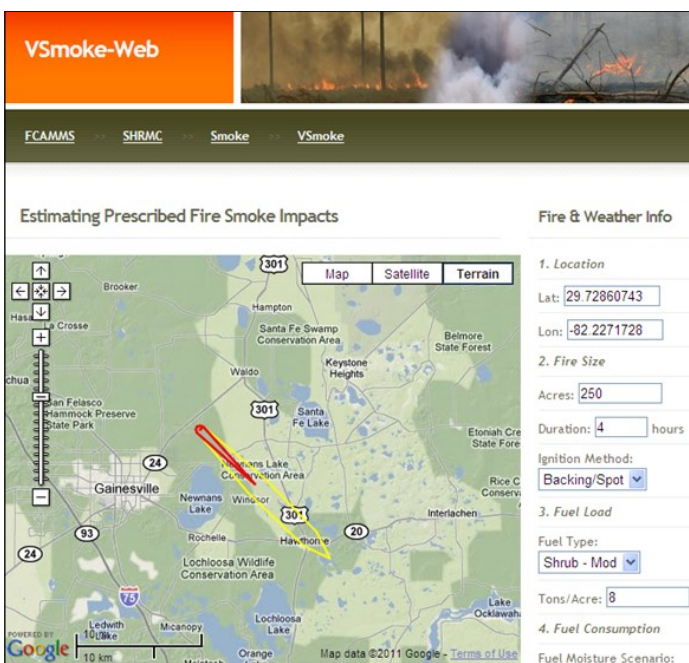 VSmoke-Web
FCAMMS >> SHRMC >> Smoke >> VSmoke
Estimating Prescribed Fire Smoke Impacts
Map Satellite Terrain
301
Brooker
Hampton
La Crosse
Santa Fe Swamp
Conservation Area
Belmore
State Forest
Keystone
Heights
Waldo
San Felasco
Hammock Preserve
State Park
301
Santa
Fe Lake
Etoniah Cre
State Fore
24
Newnans Lake
Conservation Area
Gainesville
Newnans
Lake
Windsor
Rice C
Conserv
301
Interlachen
93
Rochelle
Hawthorne
20
24
Lochloosa Wildlife
Conservation Area
75
Lake
Ocklawah
Ledwith
Lake
Micanopy
Lochloosa
Lake
POWERED BY
Google
10 km
Orange
Map data ©2011 Google - Terms of Use
Fire & Weather Info
1. Location
Lat: 29.72860743
Lon: -82.2271728
2. Fire Size
Acres: 250
Duration: 4 hours
Ignition Method:
Backing/Spot
3. Fuel Load
Fuel Type:
Shrub - Mod
Tons/Acre: 8
4. Fuel Consumption
Fuel Moisture Scenario: